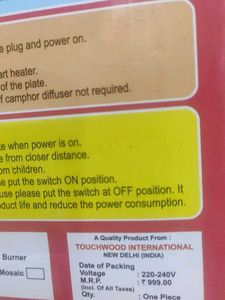 e plug and power on.
art heater.
of the plate.
f camphor diffuser not required.
te when power is on.
e from closer distance.
om children.
se put the switch ON position.
use please put the switch at OFF position. It
oduct life and reduce the power consumption.
Burner
Mosaic
A Quality Product From :
TOUCHWOOD INTERNATIONAL
NEW DELHI (INDIA)
Date of Packing
Voltage : 220-240V
M.R.P. : ₹ 999.00
(Incl. Of All Taxes)
Qty. : One Piece